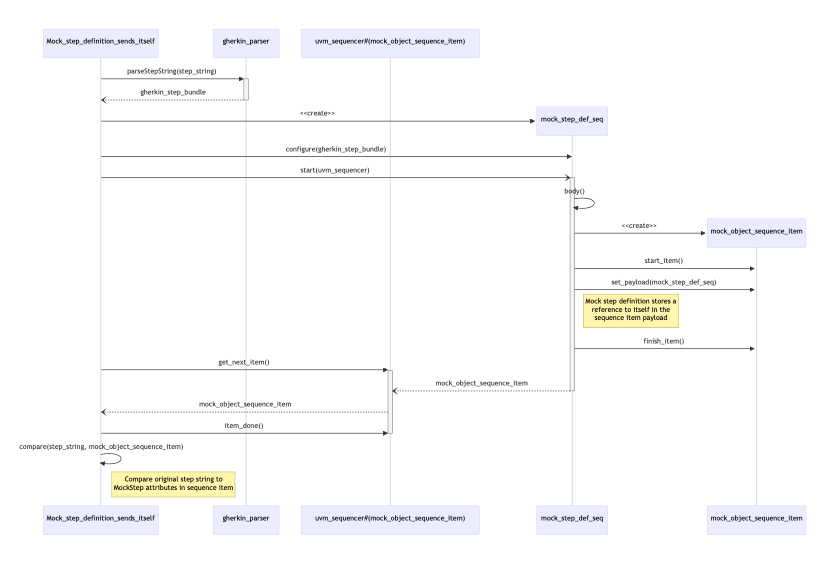 Mock_step_definition_sends_itself
gherkin_parser
uvm_sequencer#(mock_object_sequence_item)
parseStepString(step_string)
gherkin_step_bundle
<<create>>
mock_step_def_seq
configure(gherkin_step_bundle)
start(uvm_sequencer)
body()
<<create>>
mock_object_sequence_item
start_item()
set_payload(mock_step_def_seq)
Mock step definition stores a
reference to itself in the
sequence item payload
finish_item()
get_next_item()
mock_object_sequence_item
mock_object_sequence_item
item_done()
compare(step_string, mock_object_sequence_item)
Compare original step string to
MockStep attributes in sequence item
Mock_step_definition_sends_itself
gherkin_parser
uvm_sequencer#(mock_object_sequence_item)
mock_step_def_seq
mock_object_sequence_item